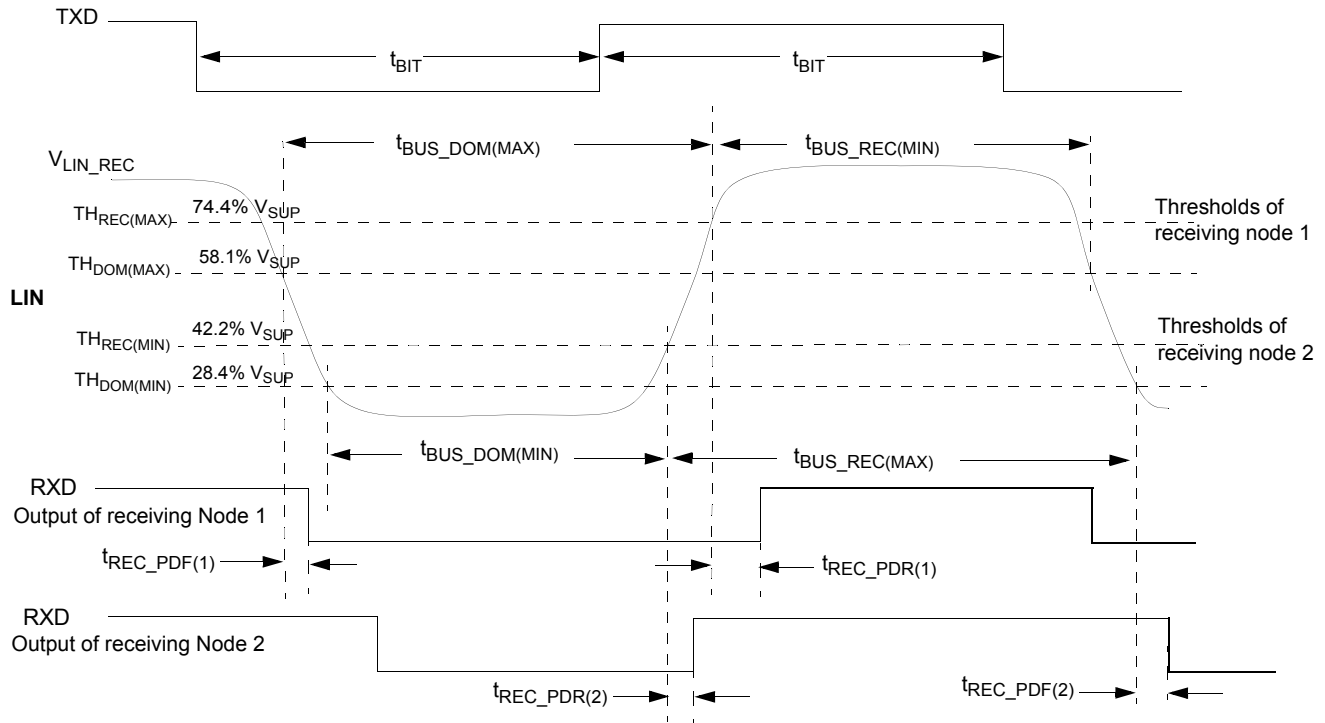 TXD
tBIT
tBIT
tBUS_DOM(MAX)
tBUS_REC(MIN)
VLIN_REC
THREC(MAX) 74.4% VSUP
Thresholds of
receiving node 1
THDOM(MAX) 58.1% VSUP
LIN
THREC(MIN) 42.2% VSUP
Thresholds of
receiving node 2
THDOM(MIN) 28.4% VSUP
tBUS_DOM(MIN)
tBUS_REC(MAX)
RXD
Output of receiving Node 1
tREC_PDF(1)
tREC_PDR(1)
RXD
Output of receiving Node 2
tREC_PDR(2)
tREC_PDF(2)